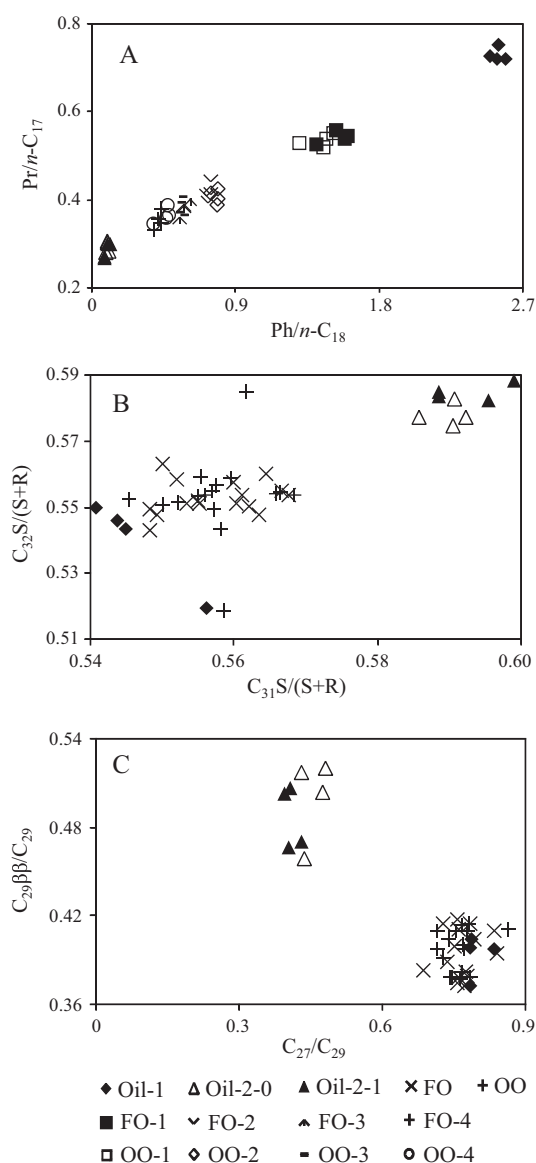 A
0.8
0.6
0.4
0.2
Pr/n-C17
0 0.9 1.8 2.7
Ph/n-C18
B
0.59
0.57
0.55
0.53
0.51
C32S/(S+R)
0.54 0.56 0.58 0.60
C31S/(S+R)
C
0.54
0.48
0.42
0.36
C29ββ/C29
0 0.3 0.6 0.9
C27/C29
Oil-1 Oil-2-0 Oil-2-1 FO OO
FO-1 FO-2 FO-3 FO-4
OO-1 OO-2 OO-3 OO-4